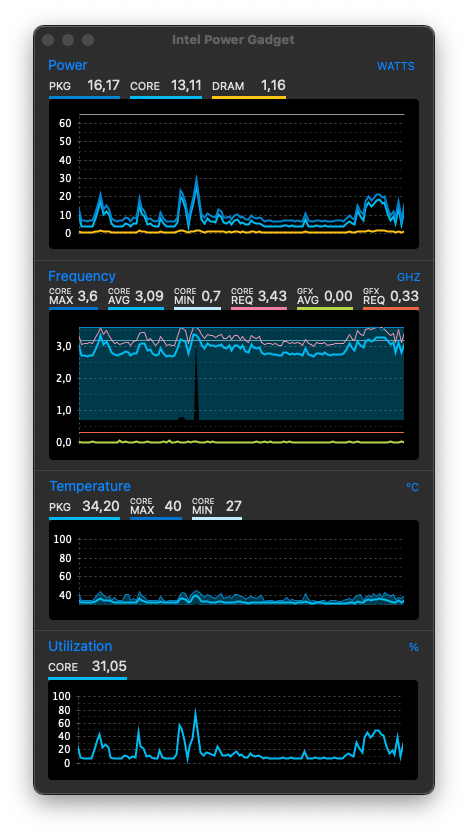 Intel Power Gadget
Power WATTS
PKG 16,17 CORE 13,11 DRAM 1,16
60
50
40
30
20
10
0
Frequency GHZ
CORE MAX 3,6 CORE AVG 3,09 CORE MIN 0,7 CORE REQ 3,43 GFX AVG 0,00 GFX REQ 0,33
3,0
2,0
1,0
0,0
Temperature °C
PKG 34,20 CORE MAX 40 CORE MIN 27
100
80
60
40
Utilization %
CORE 31,05
100
80
60
40
20
0